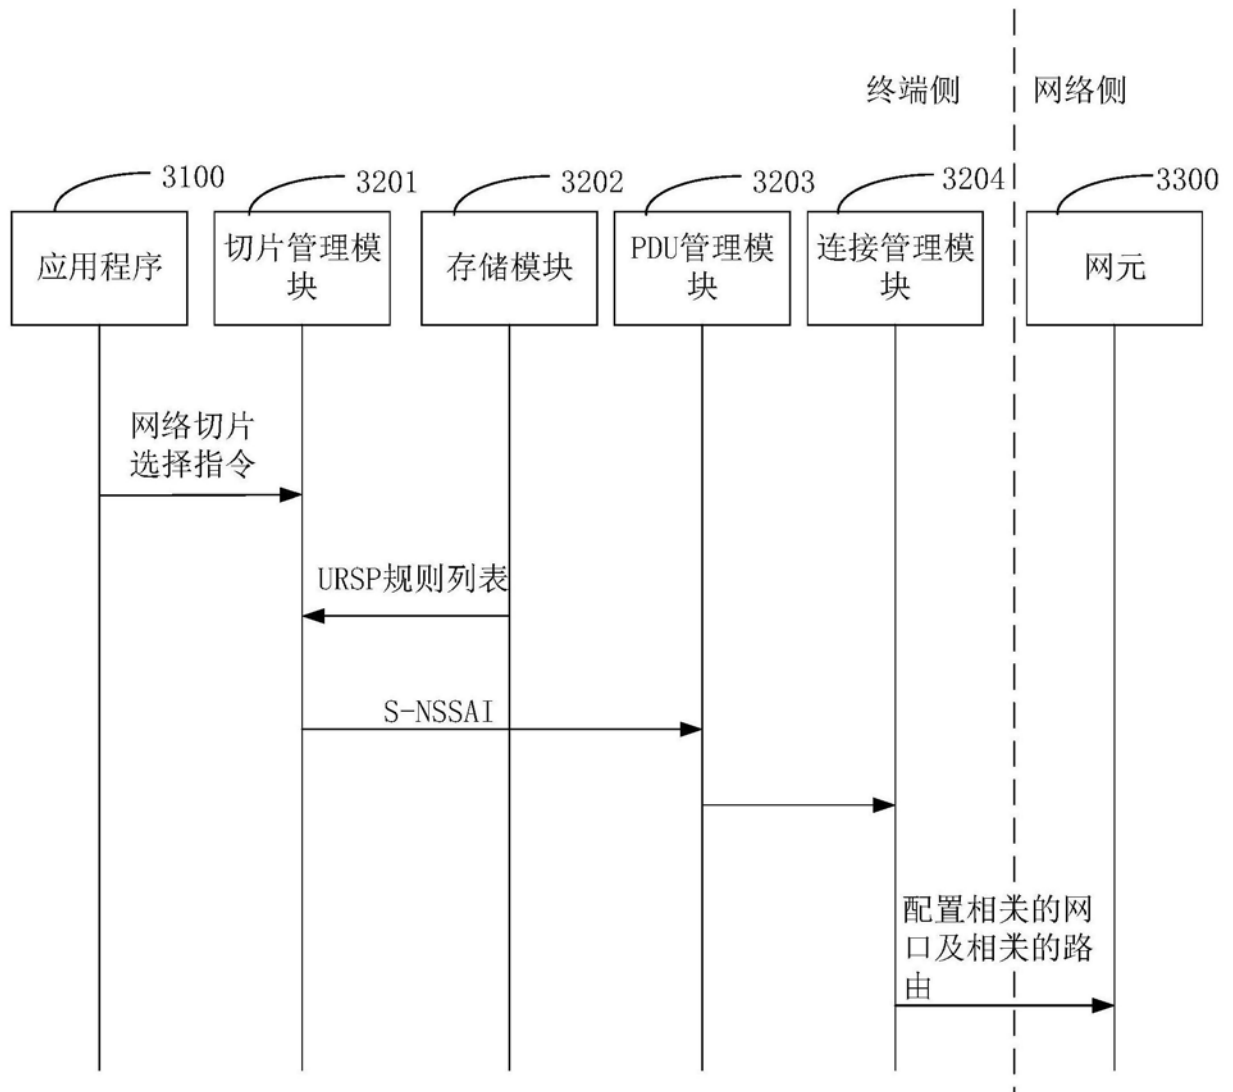 终端侧 网络侧
3100 3201 3202 3203 3204 3300
应用程序
切片管理模
块
存储模块
PDU管理模
块
连接管理模
块
网元
网络切片
选择指令
URSP规则列表
S-NSSAI
配置相关的网
口及相关的路
由